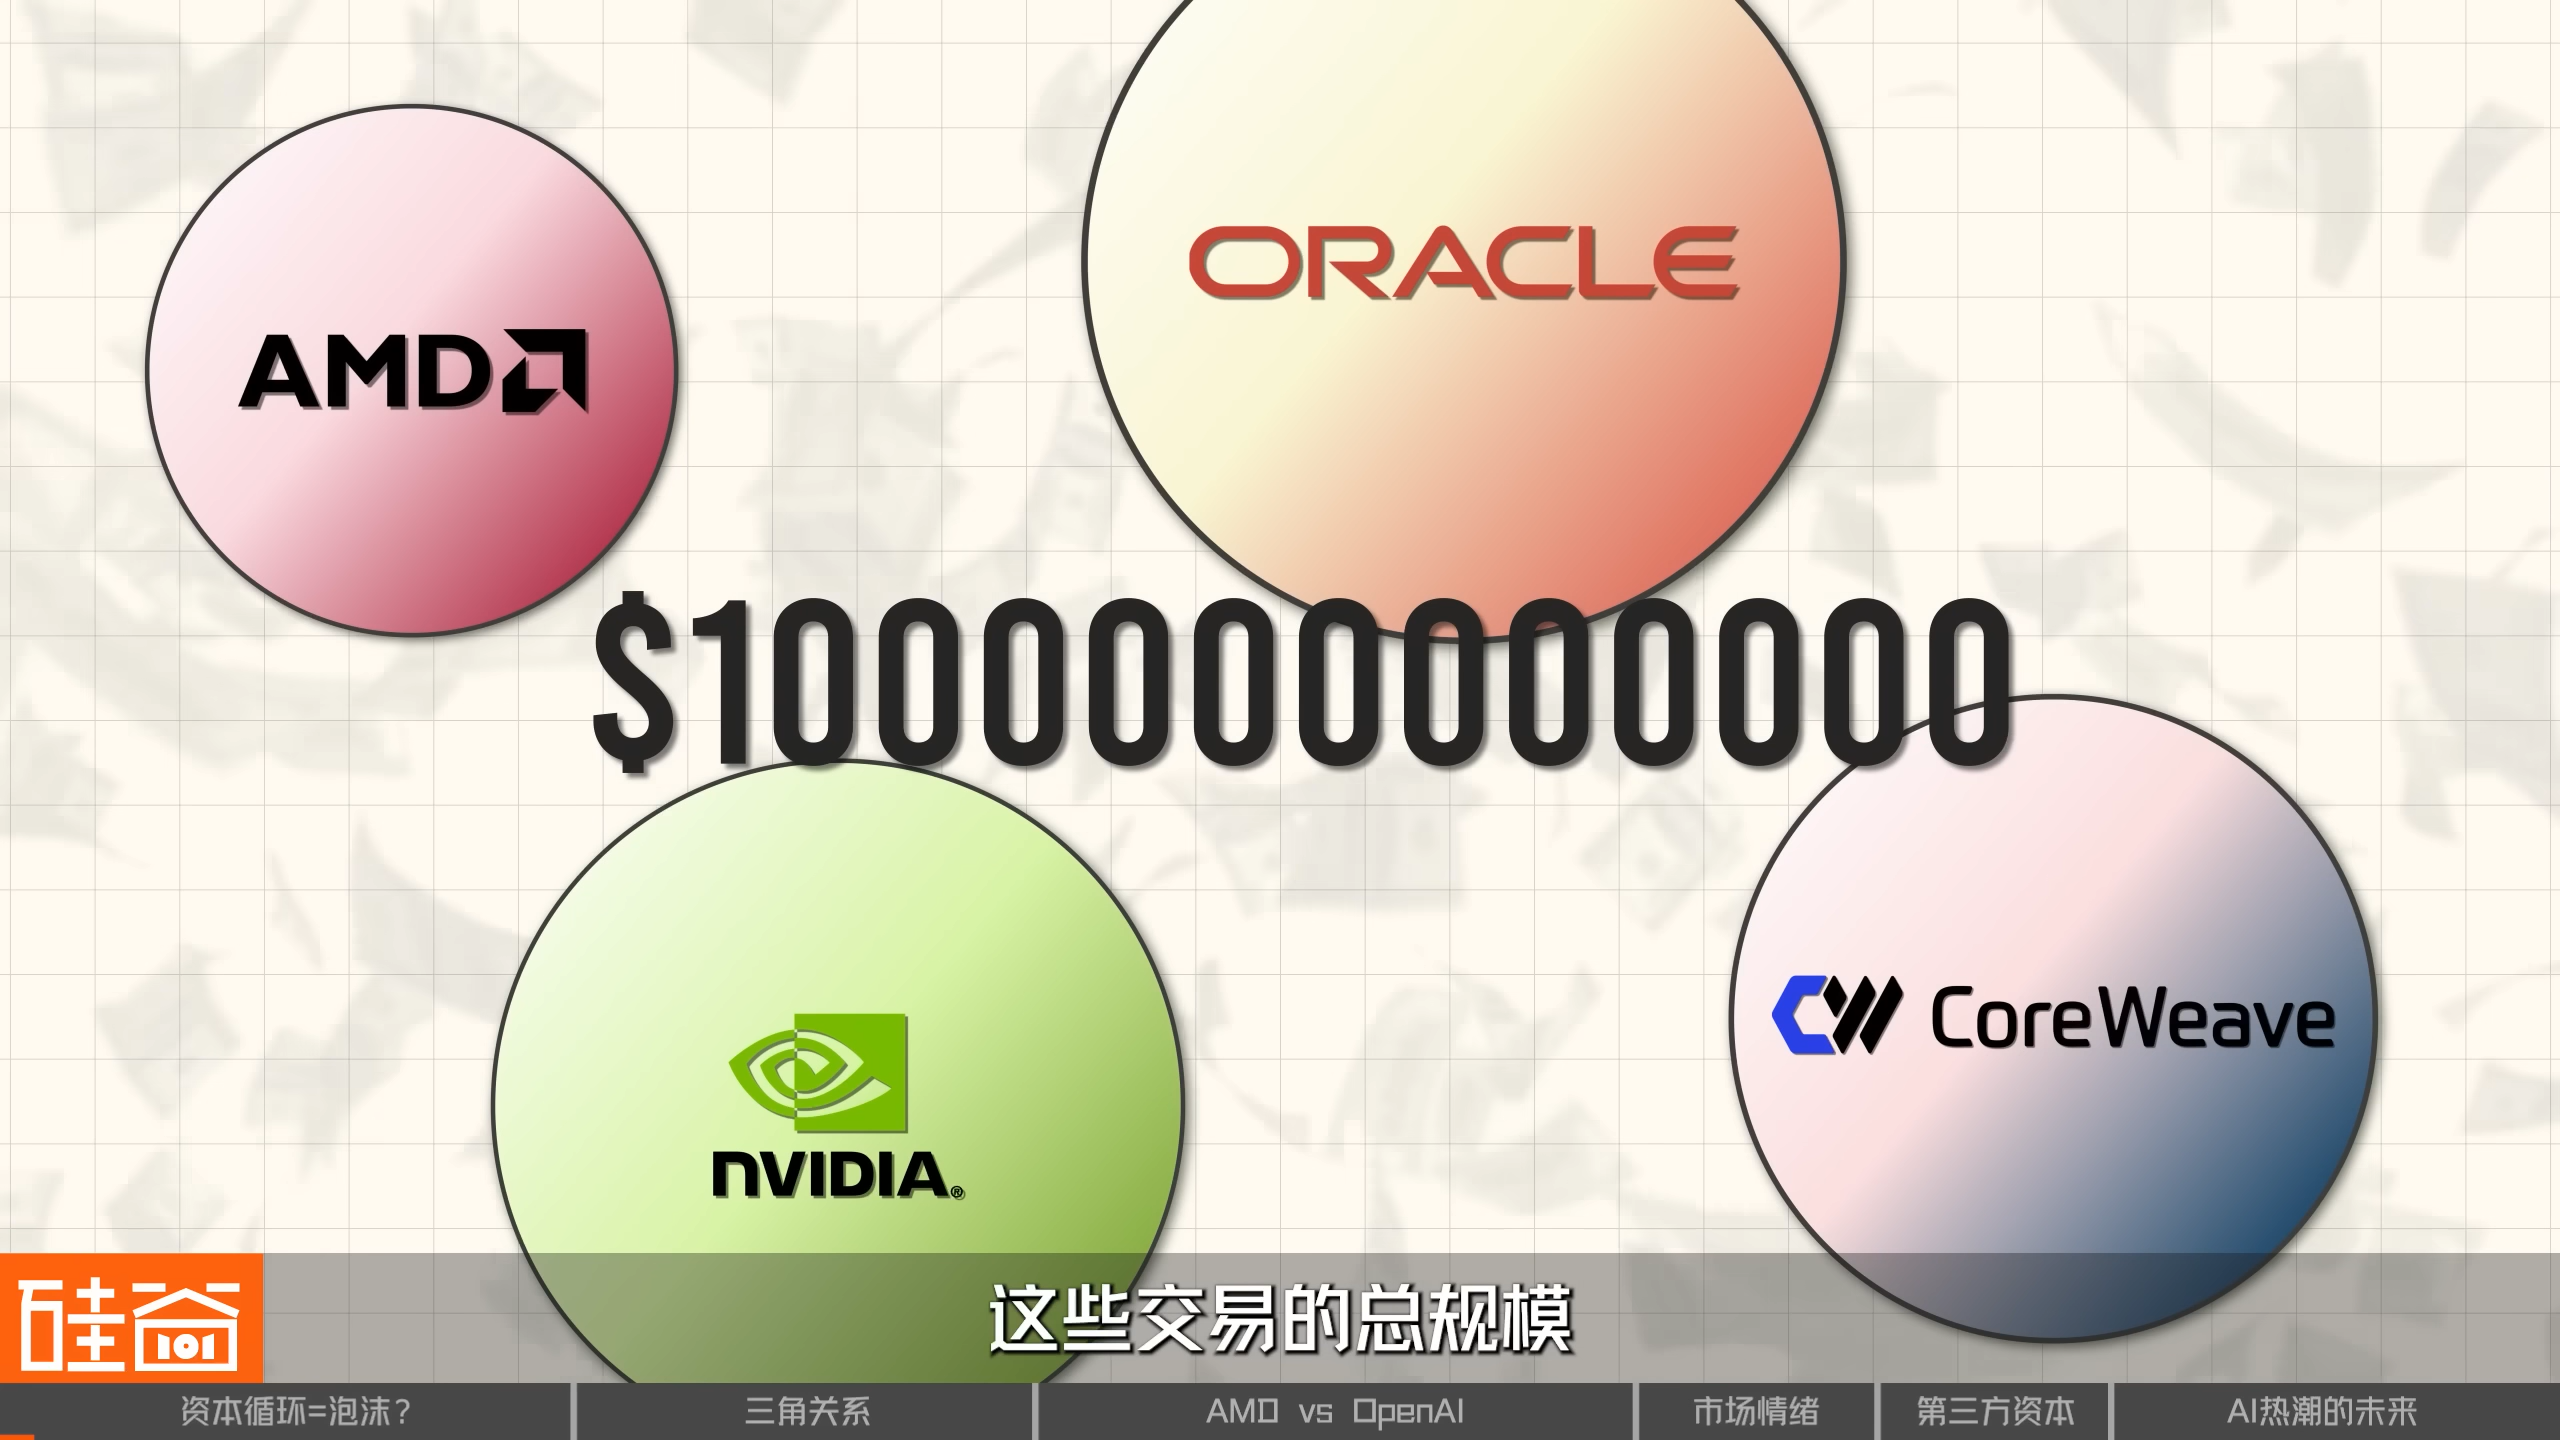 ORACLE
AMD
$1000000000000
CoreWeave
NVIDIA®
硅谷101
这些交易的总规模
资本循环=泡沫?
三角关系
AMD vs OpenAI
市场情绪
第三方资本
AI热潮的未来